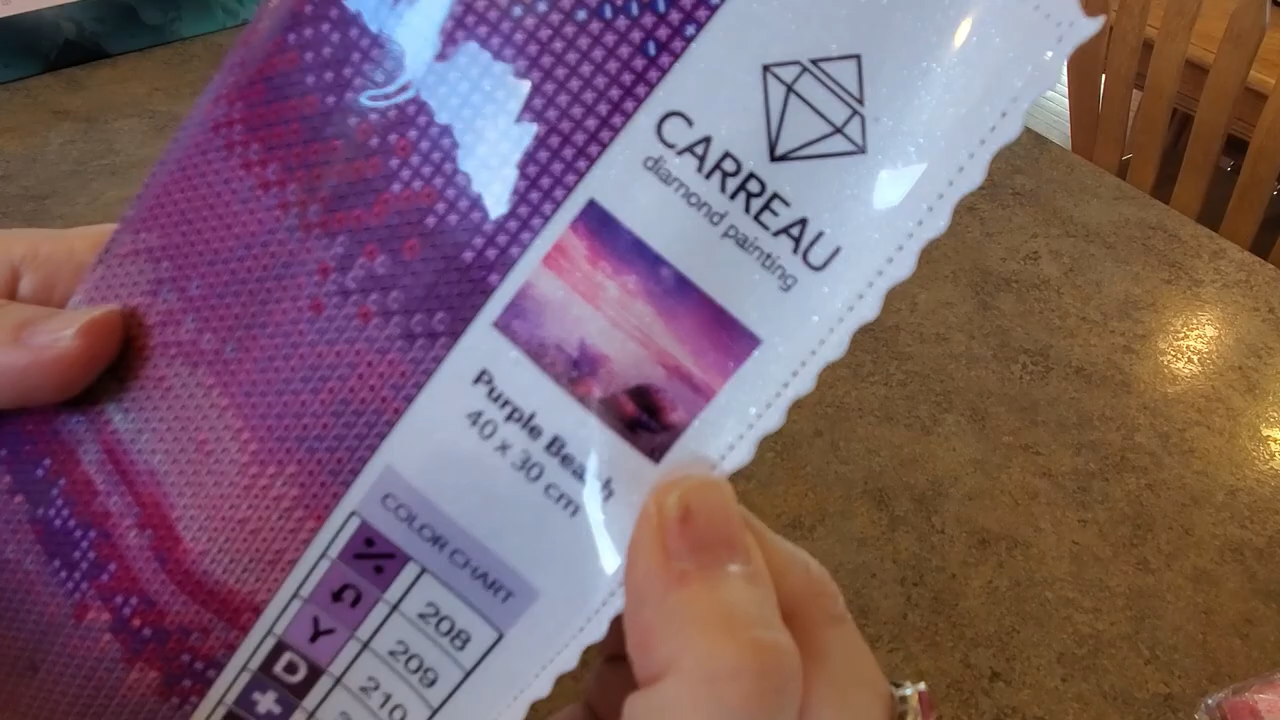 CARREAU
diamond painting
Purple Beach
40 x 30 cm
COLOR CHART
208
209
Y 210
D